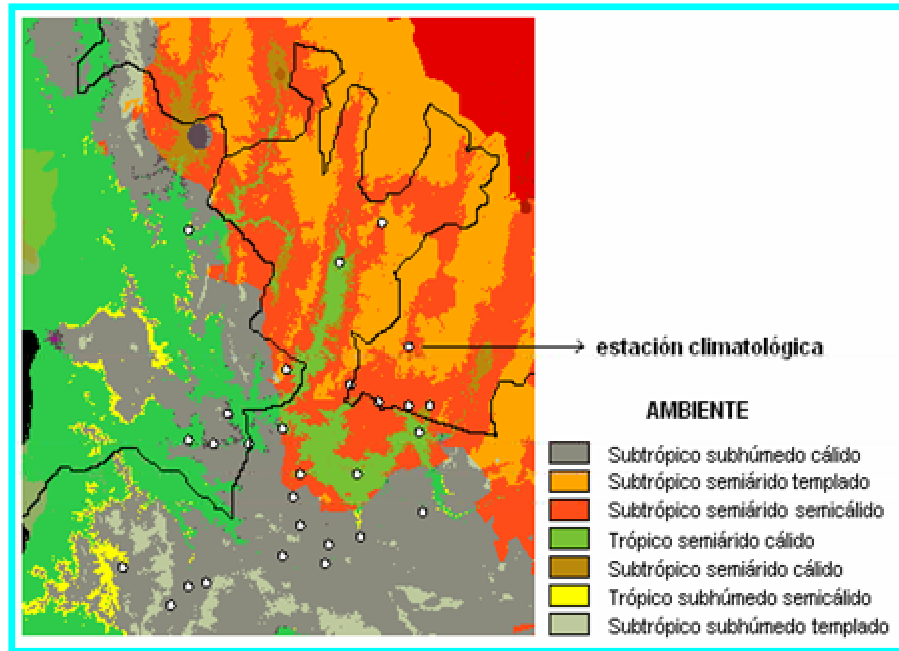 estación climatológica
AMBIENTE
Subtrópico subhúmedo cálido
Subtrópico semiárido templado
Subtrópico semiárido semicálido
Trópico semiárido cálido
Subtrópico semiárido cálido
Trópico subhúmedo semicálido
Subtrópico subhúmedo templado